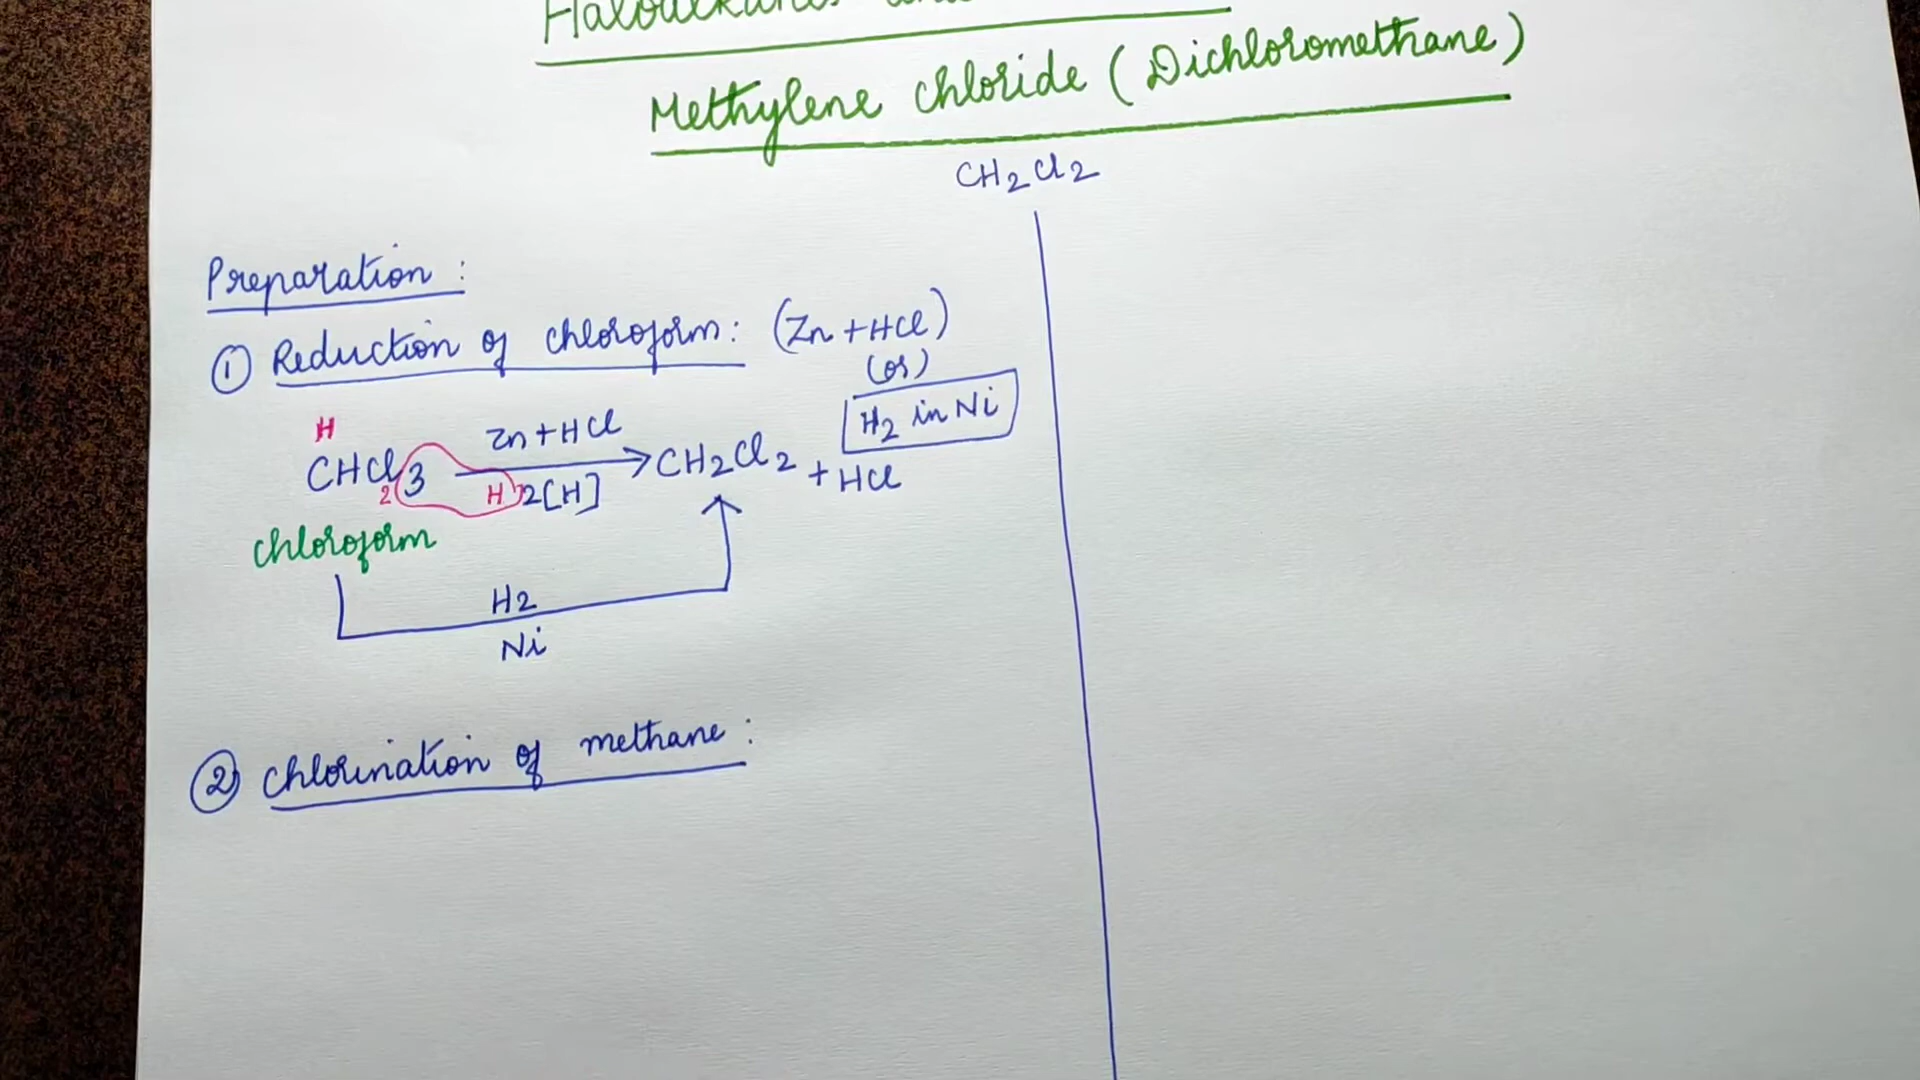 Methylene chloride (Dichloromethane)
CH2Cl2
Preparation:
① Reduction of chloroform: (Zn+HCl)
(or)
H2 in Ni
H
CHCl3 Zn+HCl CH2Cl2 + HCl
2 H 2[H]
chloroform
H2
Ni
② Chlorination of methane: